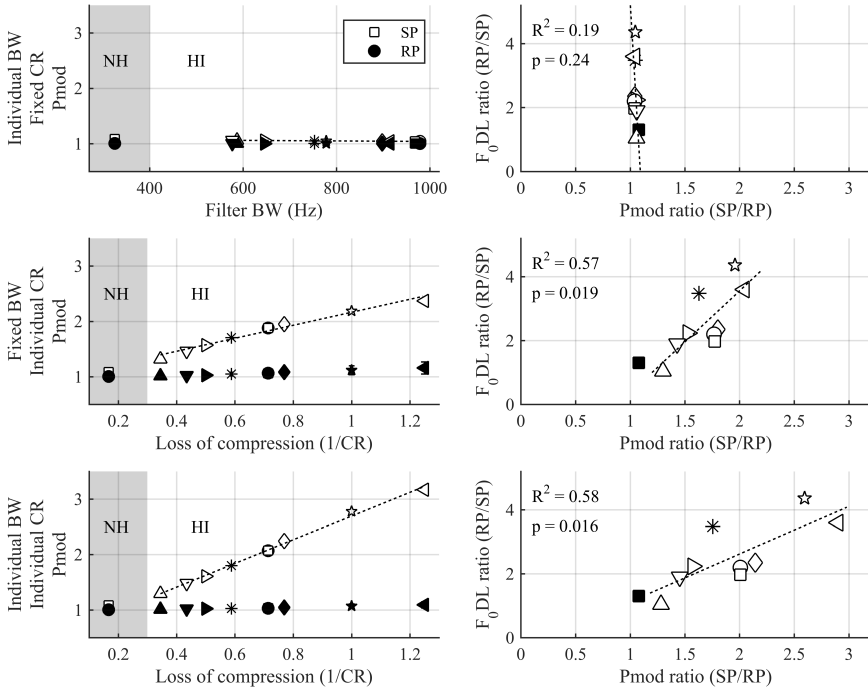 Individual BW
Fixed CR
Pmod
3
2
1
NH
HI
SP
RP
400
600
800
1000
Filter BW (Hz)
F0DL ratio (RP/SP)
4
2
0
R2 = 0.19
p = 0.24
0
0.5
1
1.5
2
2.5
3
Pmod ratio (SP/RP)
Fixed BW
Individual CR
Pmod
3
2
1
NH
HI
0.2
0.4
0.6
0.8
1
1.2
Loss of compression (1/CR)
F0DL ratio (RP/SP)
4
2
0
R2 = 0.57
p = 0.019
0
0.5
1
1.5
2
2.5
3
Pmod ratio (SP/RP)
Individual BW
Individual CR
Pmod
3
2
1
NH
HI
0.2
0.4
0.6
0.8
1
1.2
Loss of compression (1/CR)
F0DL ratio (RP/SP)
4
2
0
R2 = 0.58
p = 0.016
0
0.5
1
1.5
2
2.5
3
Pmod ratio (SP/RP)